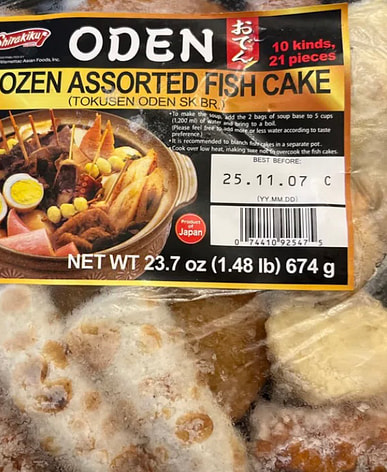 Shirakiku
Wismettac Asian Foods, Inc.
ODEN
おでん
10 kinds,
21 pieces
OZEN ASSORTED FISH CAKE
(TOKUSEN ODEN SK BR.)
•To make the soup, add the 2 bags of soup base to 5 cups
(1,200 ml) of water and bring to a boil.
(Please feel free to add more or less water according to taste
preference.)
•It is recommended to blanch fish cakes in a separate pot.
Cook over low heat, making sure not to overcook the fish cakes.
BEST BEFORE:
25.11.07 C
(YY.MM.DD)
Product
of
Japan
0 74410 92547 5
NET WT 23.7 oz (1.48 lb) 674 g